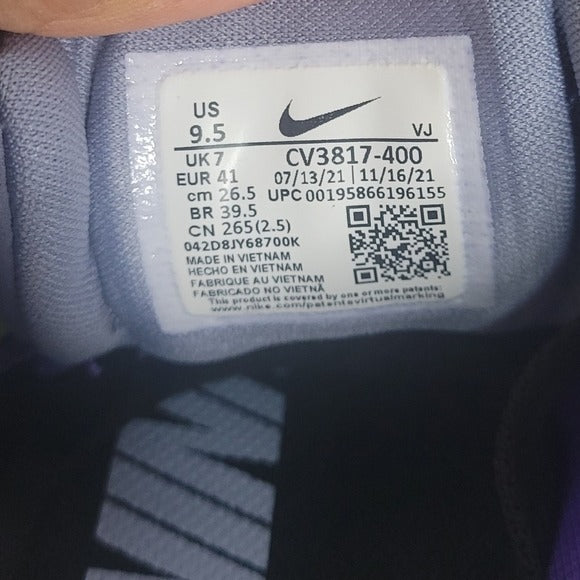 US
9.5
VJ
UK 7
CV3817-400
EUR 41
07/13/21 | 11/16/21
cm 26.5
UPC 00195866196155
BR 39.5
CN 265(2.5)
042D8JY68700K
MADE IN VIETNAM
HECHO EN VIETNAM
FABRIQUE AU VIETNAM
FABRICADO NO VIETNÃ
This product is covered by one or more patents:
www.nike.com/patentsvirtualmarking